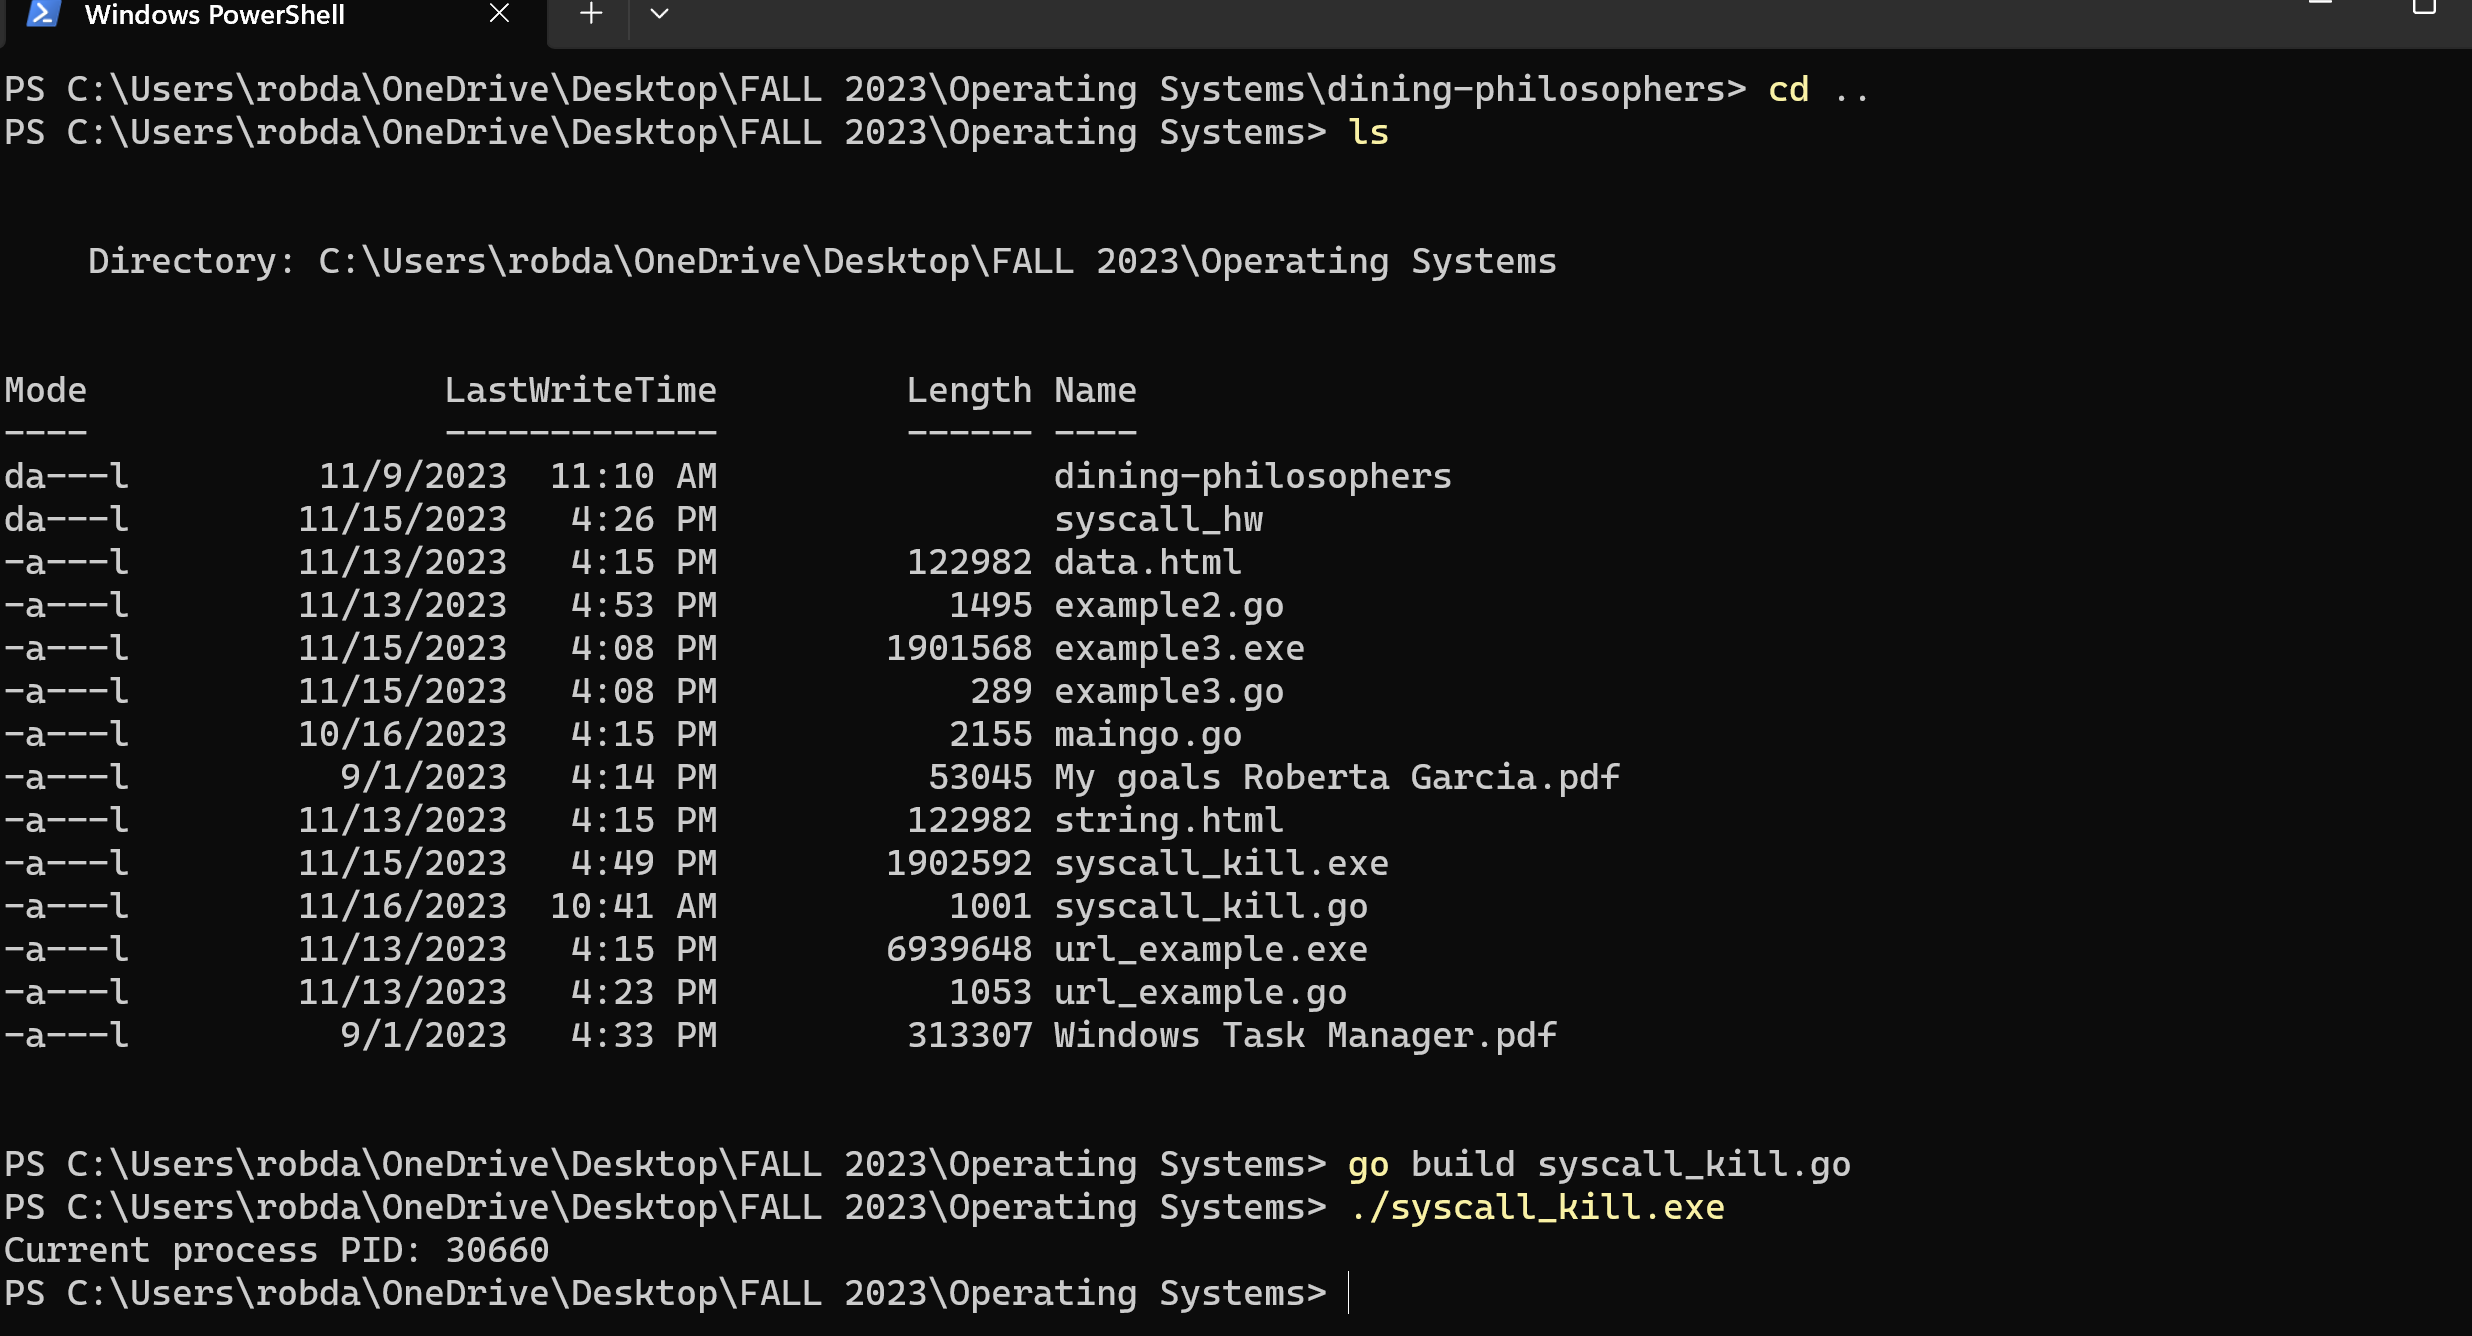 Windows PowerShell
PS C:\Users\robda\OneDrive\Desktop\FALL 2023\Operating Systems\dining-philosophers> cd ..
PS C:\Users\robda\OneDrive\Desktop\FALL 2023\Operating Systems> ls
Directory: C:\Users\robda\OneDrive\Desktop\FALL 2023\Operating Systems
Mode                 LastWriteTime         Length Name
----                 -------------         ------ ----
da---l         11/9/2023  11:10 AM                dining-philosophers
da---l        11/15/2023   4:26 PM                syscall_hw
-a---l        11/13/2023   4:15 PM         122982 data.html
-a---l        11/13/2023   4:53 PM           1495 example2.go
-a---l        11/15/2023   4:08 PM        1901568 example3.exe
-a---l        11/15/2023   4:08 PM            289 example3.go
-a---l        10/16/2023   4:15 PM           2155 maingo.go
-a---l          9/1/2023   4:14 PM          53045 My goals Roberta Garcia.pdf
-a---l        11/13/2023   4:15 PM         122982 string.html
-a---l        11/15/2023   4:49 PM        1902592 syscall_kill.exe
-a---l        11/16/2023  10:41 AM           1001 syscall_kill.go
-a---l        11/13/2023   4:15 PM        6939648 url_example.exe
-a---l        11/13/2023   4:23 PM           1053 url_example.go
-a---l          9/1/2023   4:33 PM         313307 Windows Task Manager.pdf
PS C:\Users\robda\OneDrive\Desktop\FALL 2023\Operating Systems> go build syscall_kill.go
PS C:\Users\robda\OneDrive\Desktop\FALL 2023\Operating Systems> ./syscall_kill.exe
Current process PID: 30660
PS C:\Users\robda\OneDrive\Desktop\FALL 2023\Operating Systems>